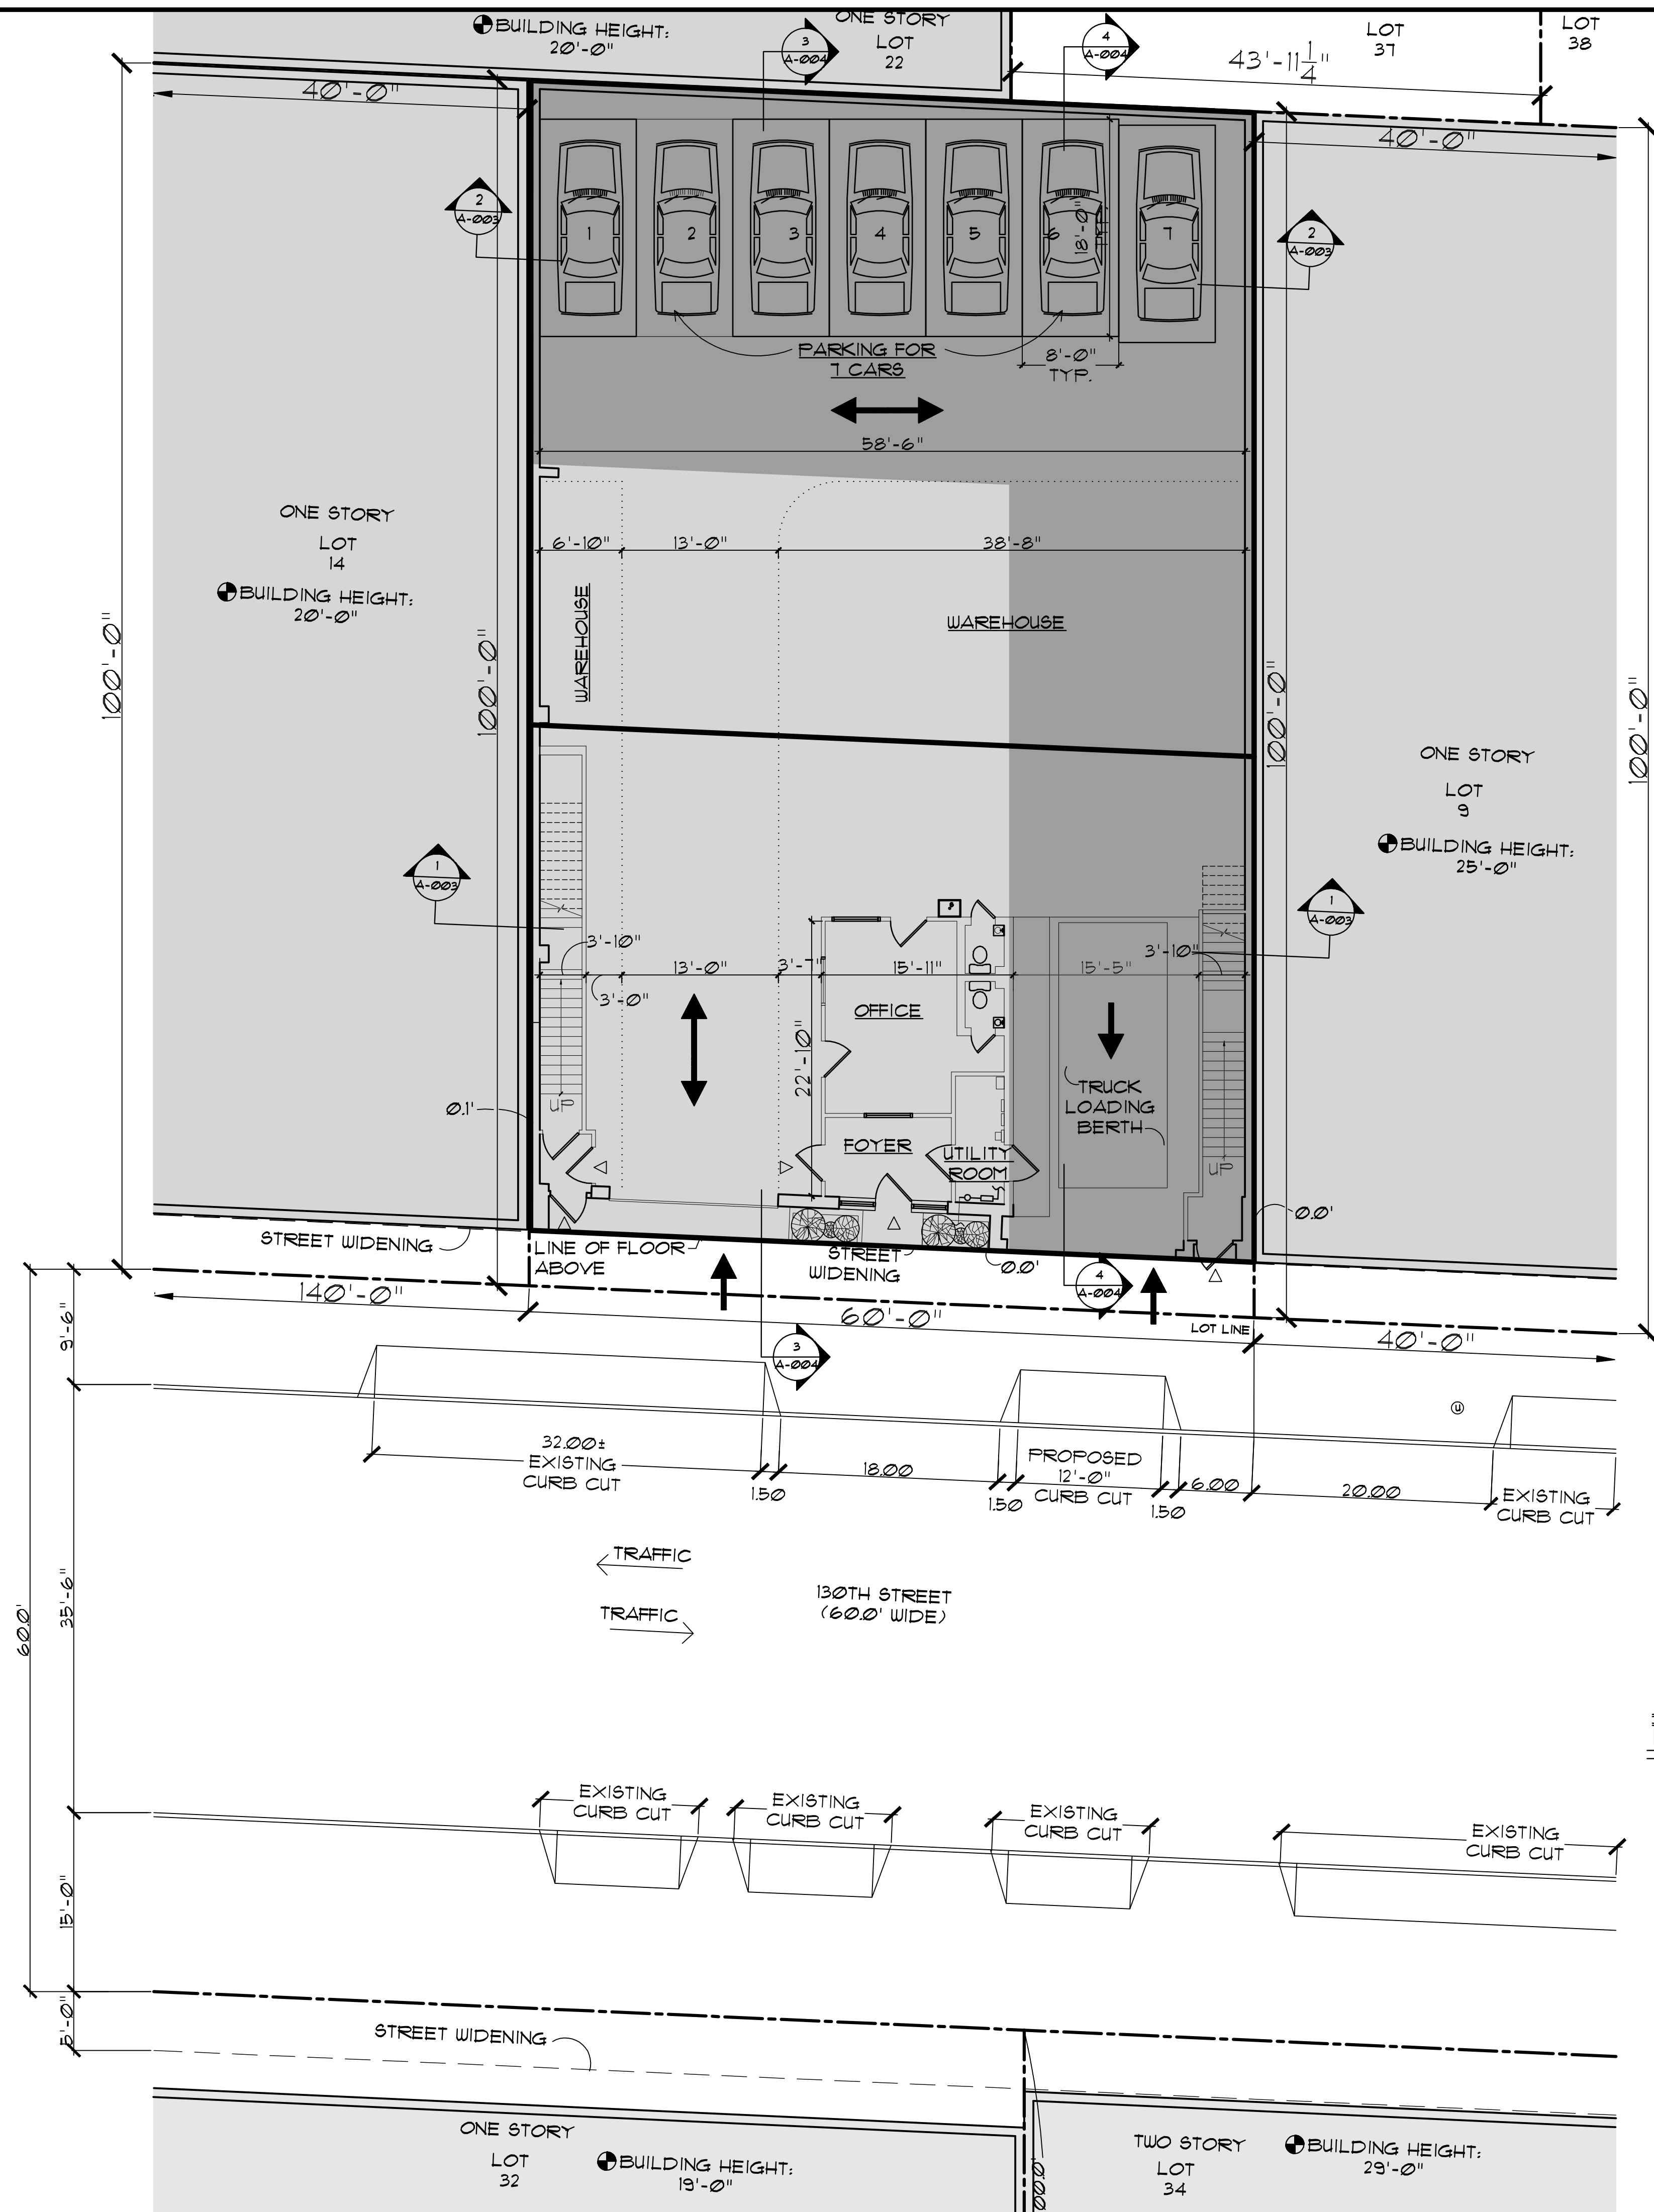 BUILDING HEIGHT:
20'-0"
ONE STORY
LOT
22
3
A-004
4
A-004
43'-11 1/4"
LOT
37
LOT
38
40'-0"
40'-0"
2
A-003
2
A-003
1
2
3
4
5
6
7
18'-0"
TYP.
PARKING FOR
7 CARS
8'-0"
TYP.
58'-6"
ONE STORY
LOT
14
BUILDING HEIGHT:
20'-0"
6'-10"
13'-0"
38'-8"
WAREHOUSE
WAREHOUSE
100'-0"
100'-0"
100'-0"
100'-0"
ONE STORY
LOT
9
BUILDING HEIGHT:
25'-0"
1
A-003
1
A-003
3'-10"
3'-0"
13'-0"
3'-7"
15'-11"
15'-5"
3'-10"
OFFICE
22'-10"
TRUCK
LOADING
BERTH
UP
UP
0.1'
FOYER
UTILITY
ROOM
0.0'
STREET WIDENING
LINE OF FLOOR
ABOVE
STREET
WIDENING
0.0'
4
A-004
140'-0"
60'-0"
LOT LINE
40'-0"
3
A-004
9'-6"
32.00±
EXISTING
CURB CUT
1.50
18.00
1.50
PROPOSED
12'-0"
CURB CUT
1.50
6.00
20.00
EXISTING
CURB CUT
U
TRAFFIC
TRAFFIC
130TH STREET
(60.0' WIDE)
60.0'
35'-6"
EXISTING
CURB CUT
EXISTING
CURB CUT
EXISTING
CURB CUT
EXISTING
CURB CUT
15'-0"
5'-0"
STREET WIDENING
ONE STORY
LOT
32
BUILDING HEIGHT:
19'-0"
TWO STORY
LOT
34
BUILDING HEIGHT:
29'-0"